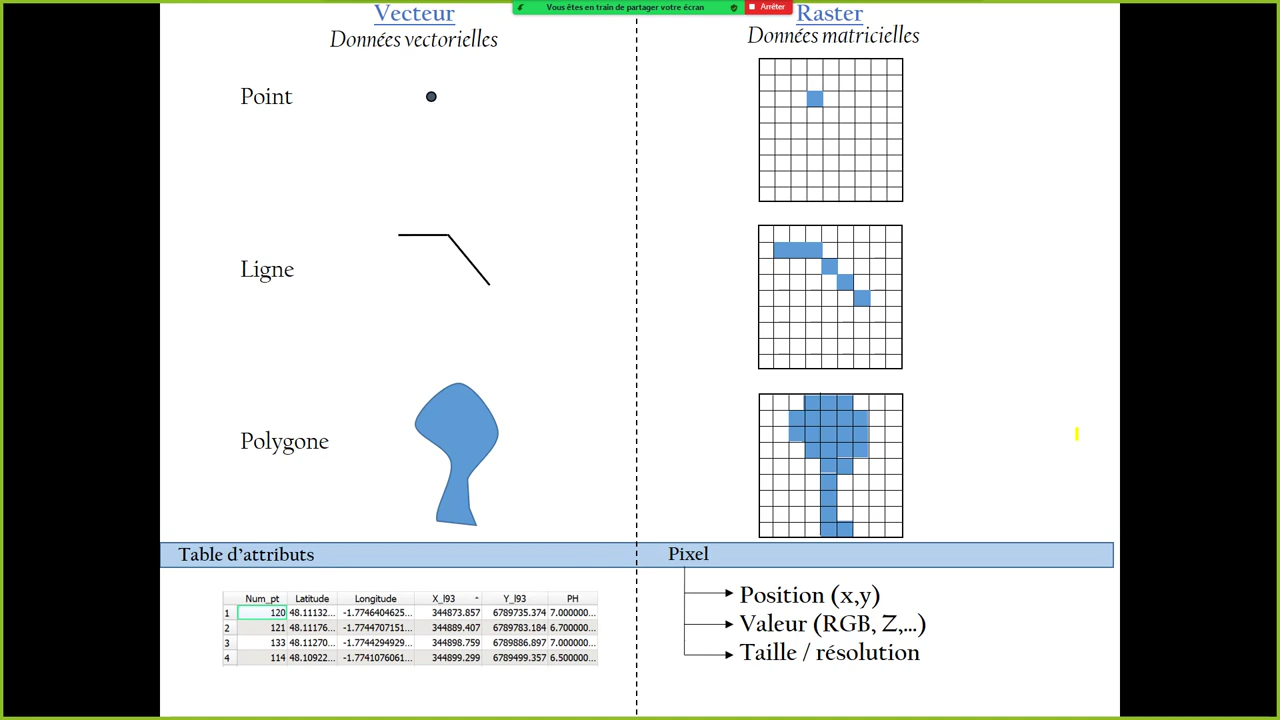 Vous êtes en train de partager votre écran
Arrêter
Vecteur
Données vectorielles
Raster
Données matricielles
Point
Ligne
Polygone
Table d'attributs
Pixel
Num_pt Latitude Longitude X_l93 Y_l93 PH
1 120 48.11132... -1.7746404625... 344873.857 6789735.374 7.000000...
2 121 48.11176... -1.7744707151... 344889.407 6789783.184 6.700000...
3 133 48.11270... -1.7744294929... 344898.759 6789886.897 7.000000...
4 114 48.10922... -1.7741076061... 344899.299 6789499.357 6.500000...
Position (x,y)
Valeur (RGB, Z,...)
Taille / résolution